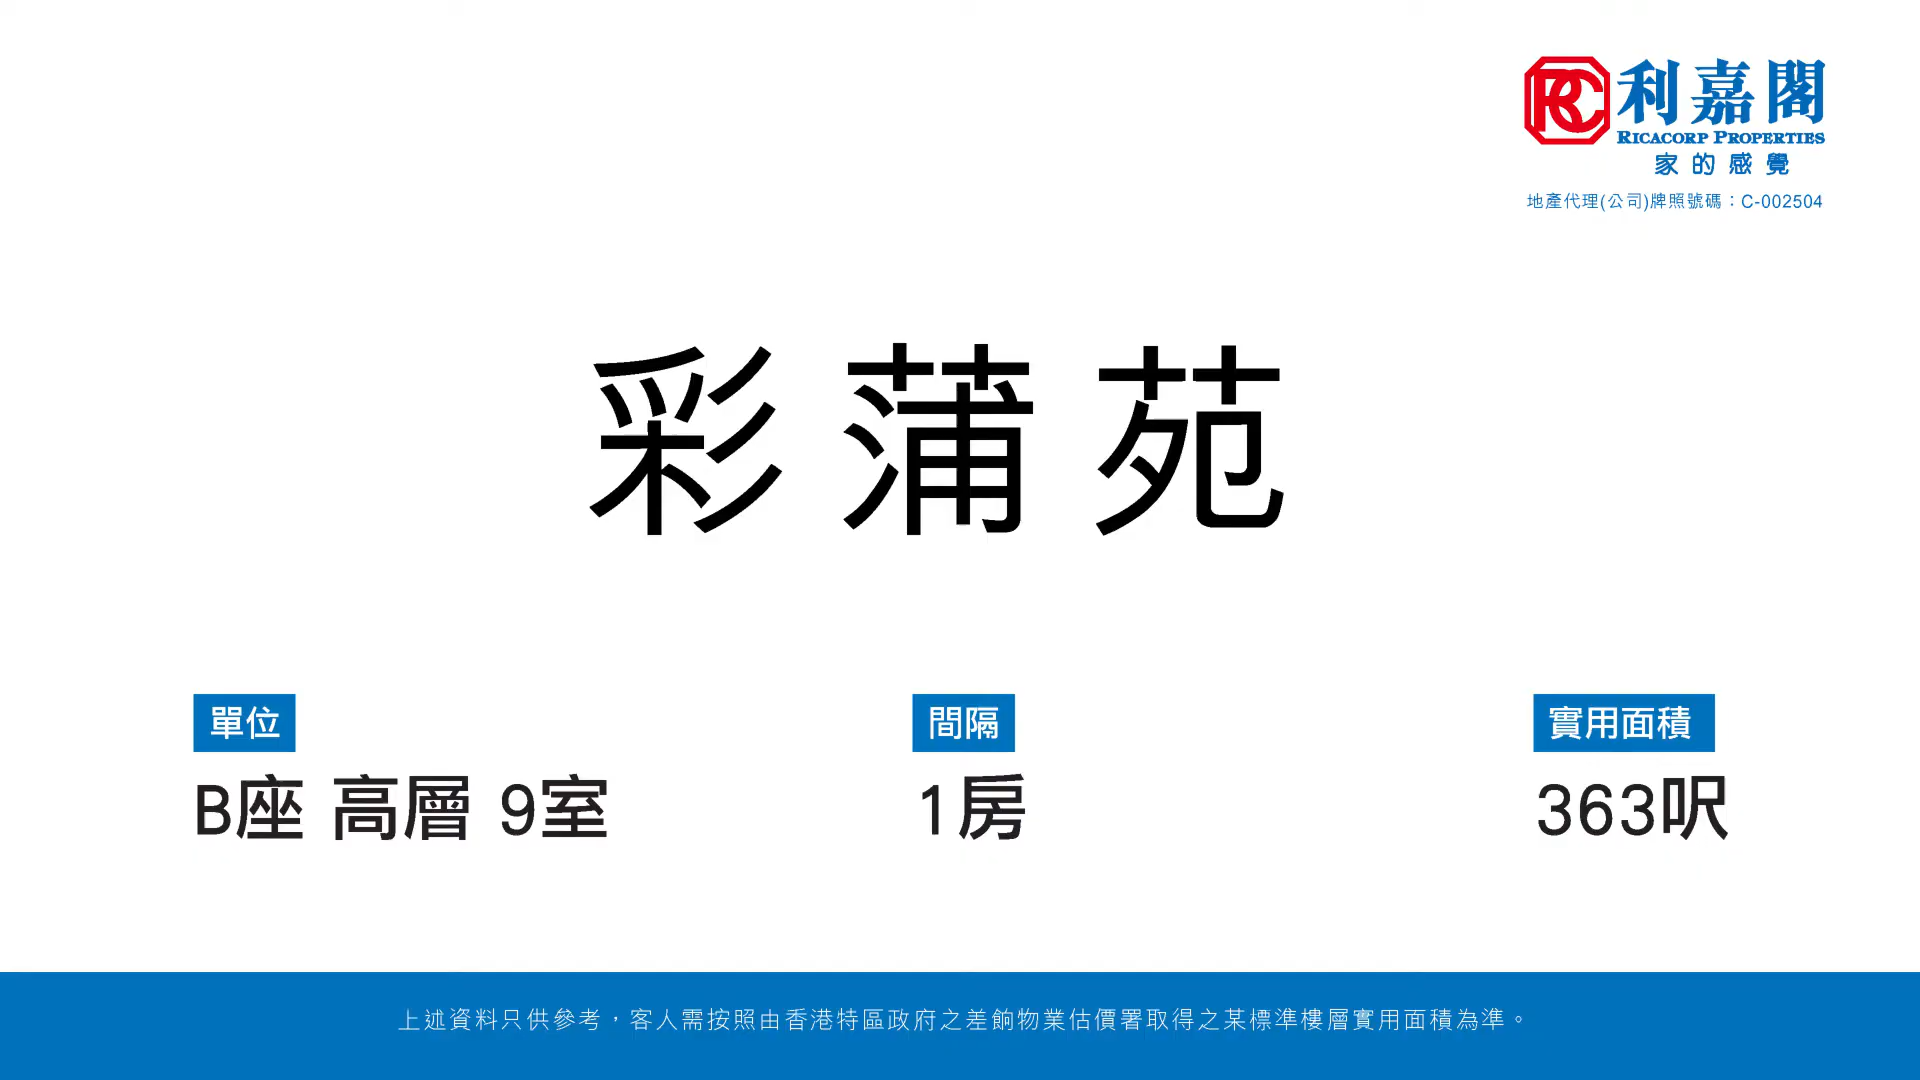 利嘉閣
RICACORP PROPERTIES
家的感覺
地產代理(公司)牌照號碼：C-002504
彩蒲苑
單位
B座 高層 9室
間隔
1房
實用面積
363呎
上述資料只供參考，客人需按照由香港特區政府之差餉物業估價署取得之某標準樓層實用面積為準。